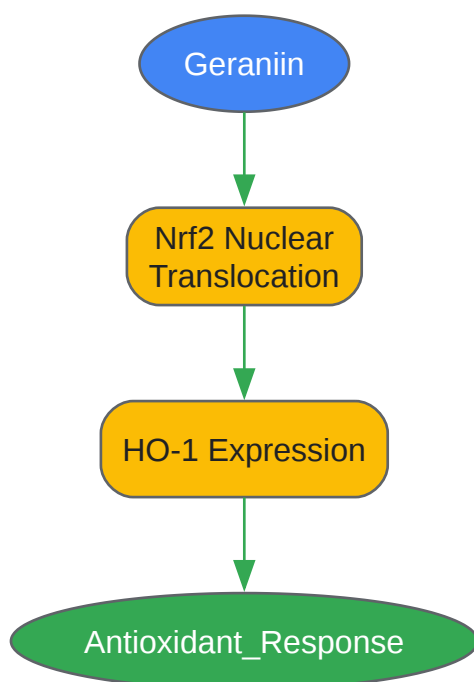 Geraniin
Nrf2 Nuclear
Translocation
HO-1 Expression
Antioxidant_Response